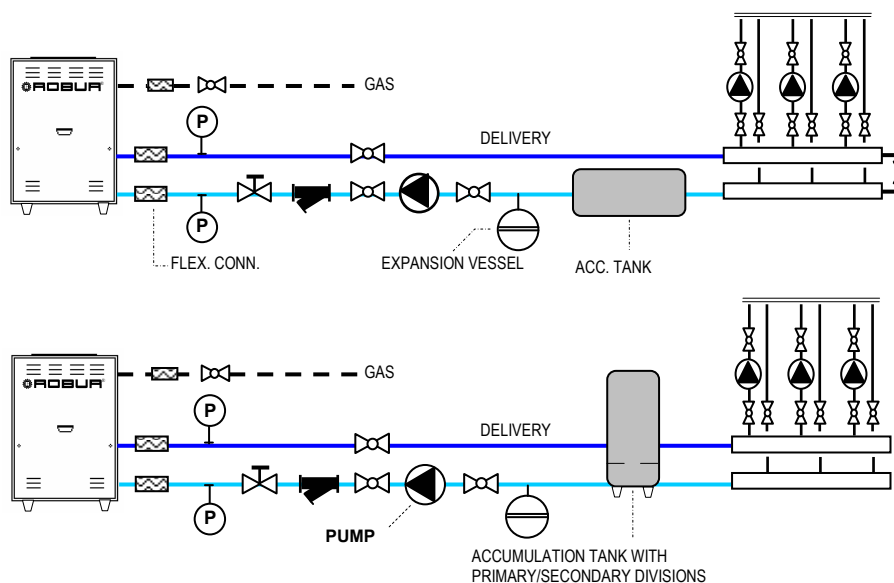 ROBUR
GAS
P
DELIVERY
P
FLEX. CONN.
EXPANSION VESSEL
ACC. TANK
ROBUR
GAS
P
DELIVERY
P
PUMP
ACCUMULATION TANK WITH
PRIMARY/SECONDARY DIVISIONS